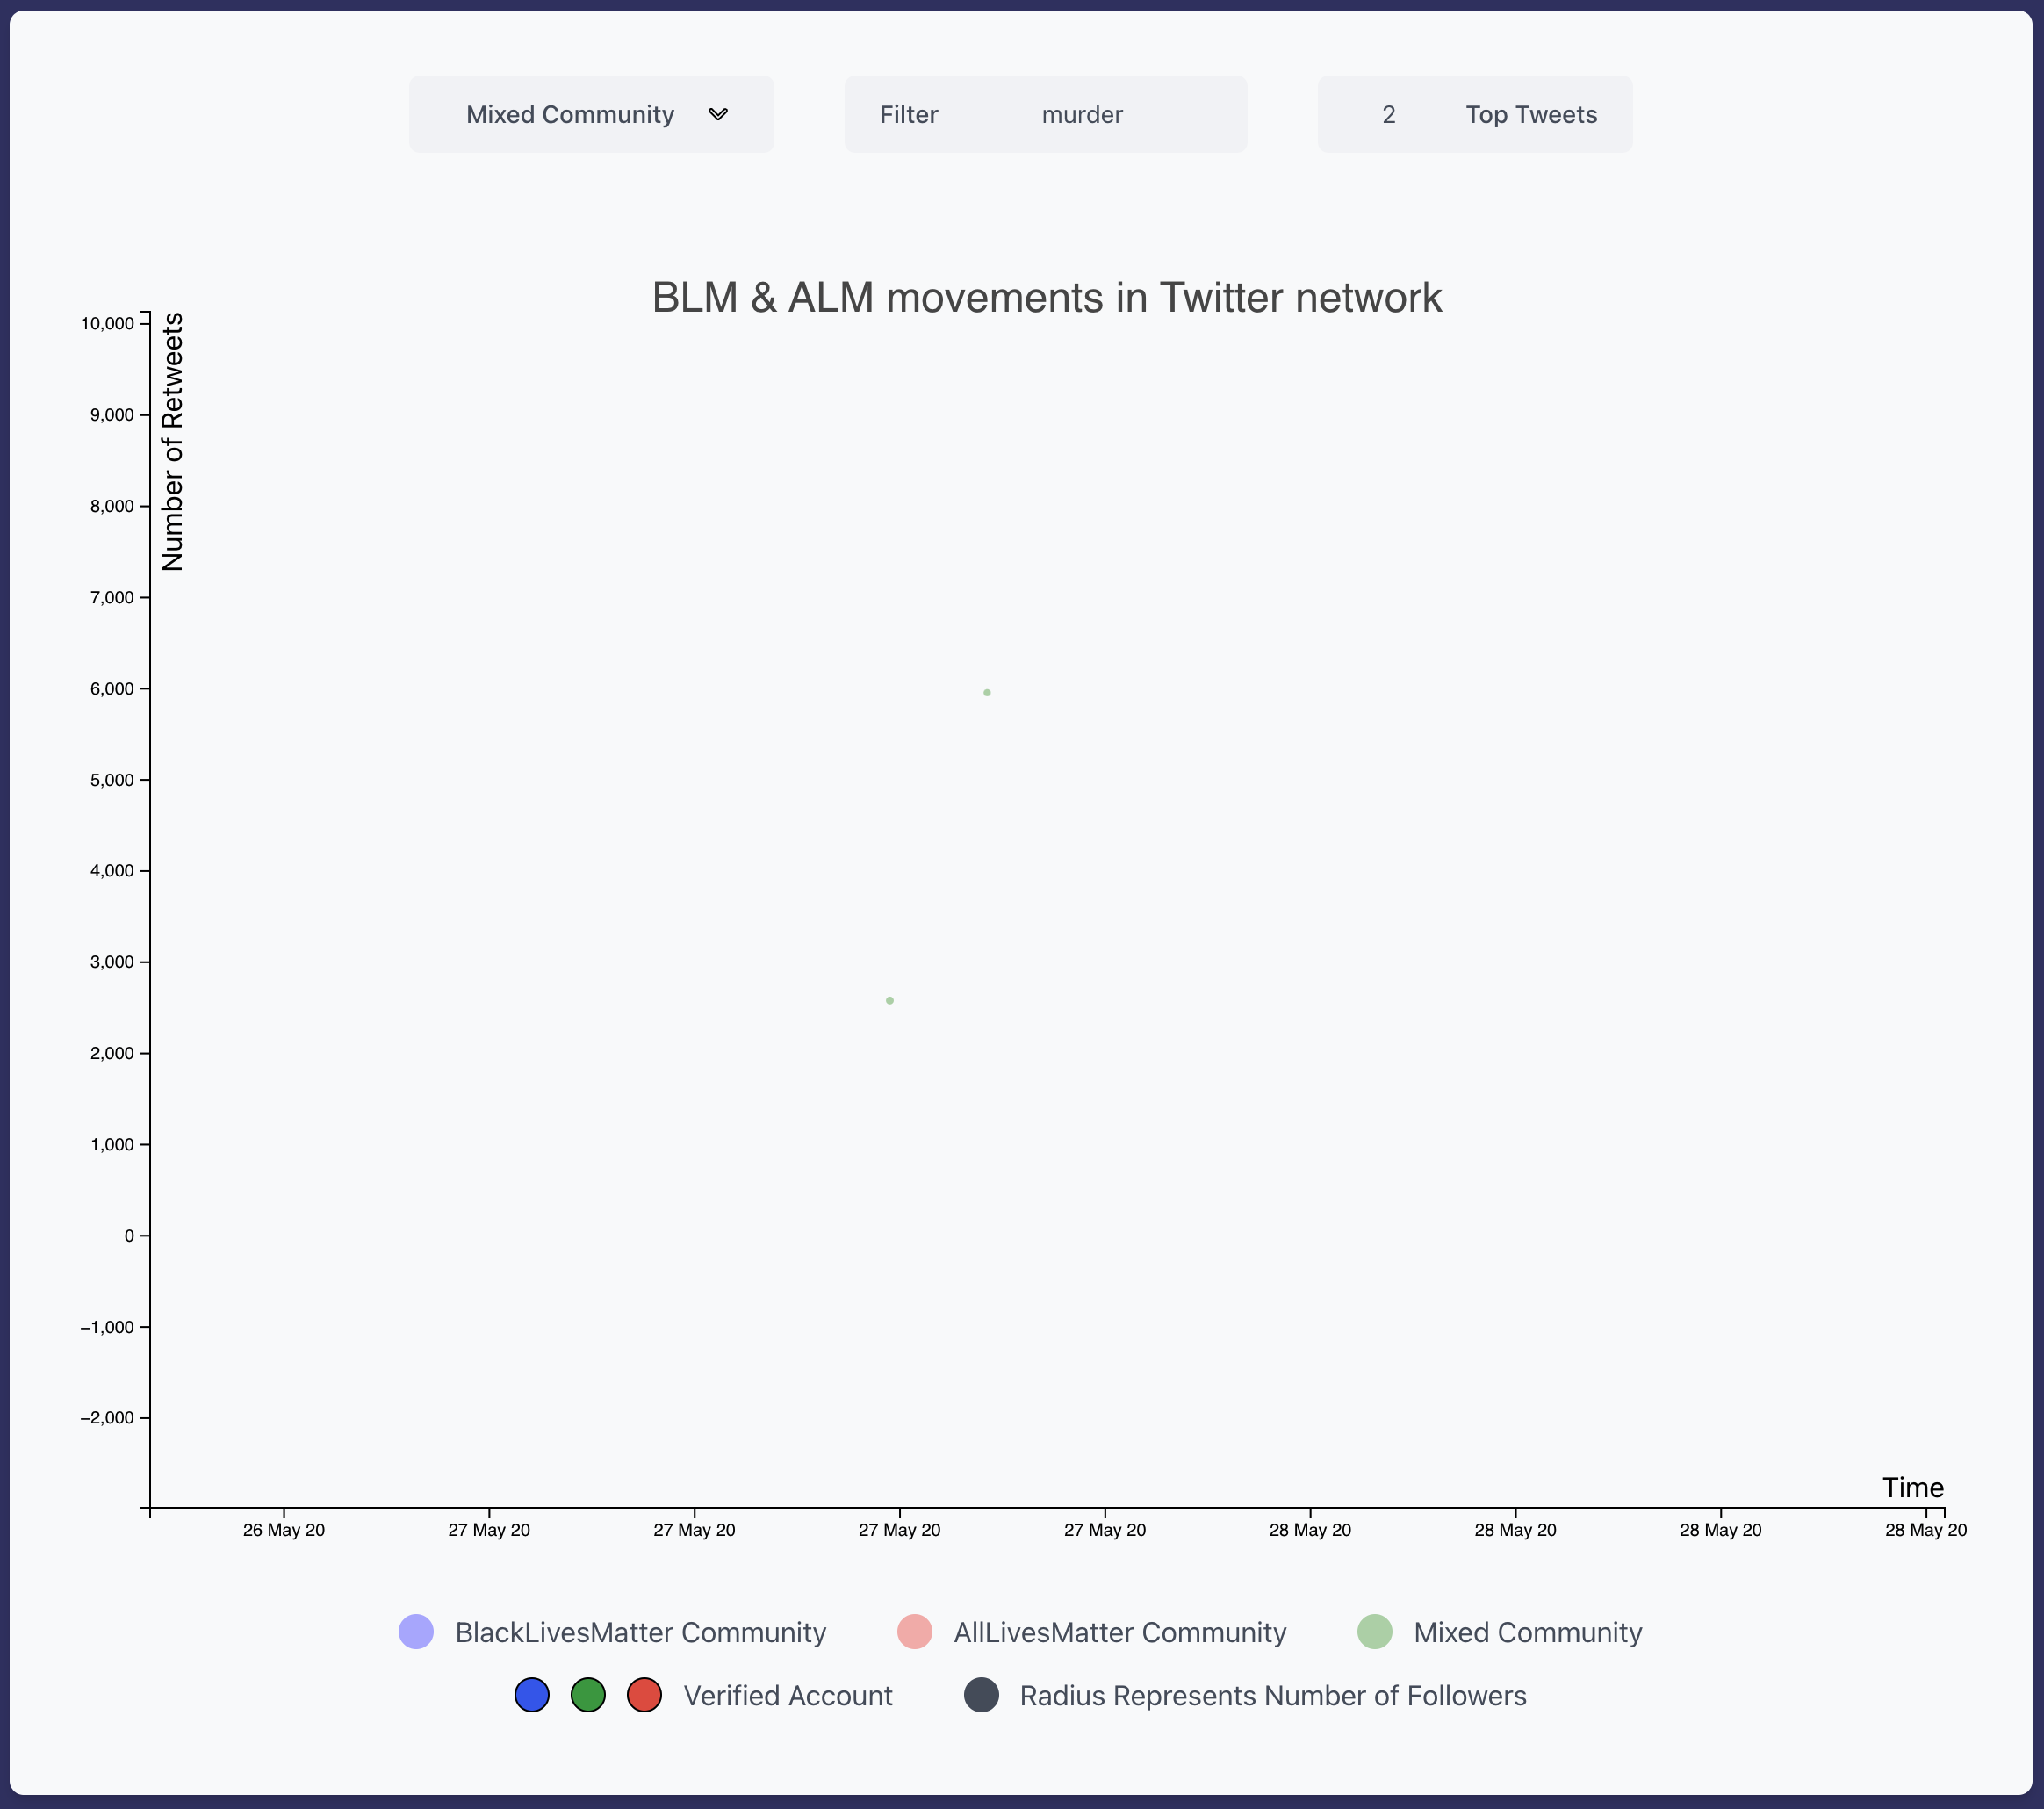 Mixed Community
Filter murder
2 Top Tweets
BLM & ALM movements in Twitter network
Number of Retweets
10,000
9,000
8,000
7,000
6,000
5,000
4,000
3,000
2,000
1,000
0
−1,000
−2,000
Time
26 May 20
27 May 20
27 May 20
27 May 20
27 May 20
28 May 20
28 May 20
28 May 20
28 May 20
BlackLivesMatter Community
AllLivesMatter Community
Mixed Community
Verified Account
Radius Represents Number of Followers